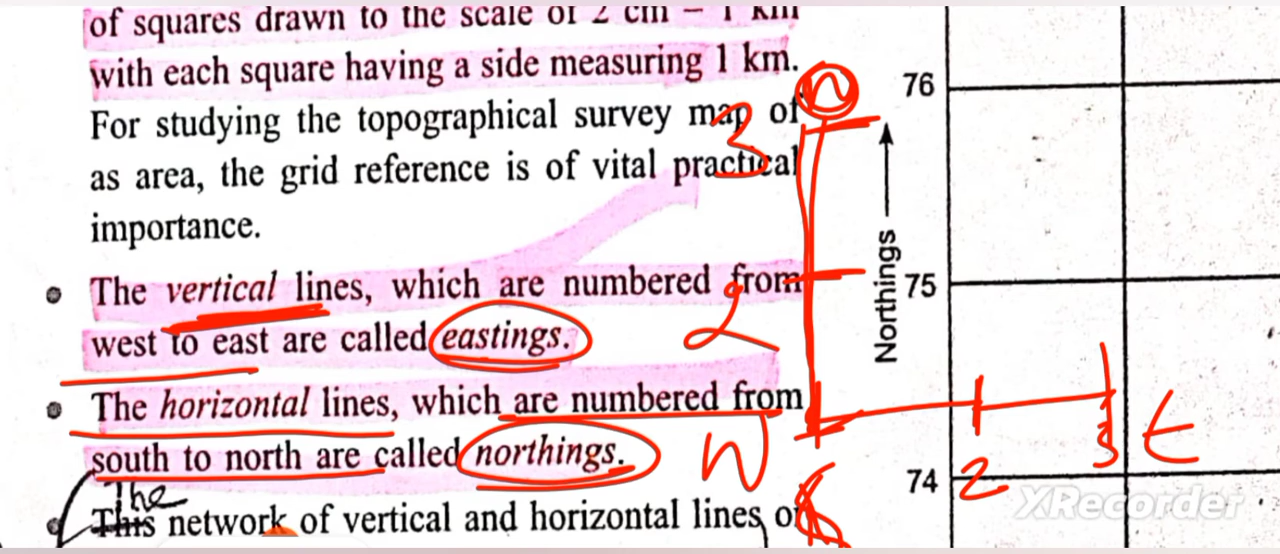 of squares drawn to the scale of 2 cm – 1 km
with each square having a side measuring 1 km.
For studying the topographical survey map of
as area, the grid reference is of vital practical
importance.
• The vertical lines, which are numbered from
west to east are called eastings.
• The horizontal lines, which are numbered from
south to north are called northings.
The
• This network of vertical and horizontal lines
n
3
2
W
2
3
E
76
75
74
Northings
XRecorder